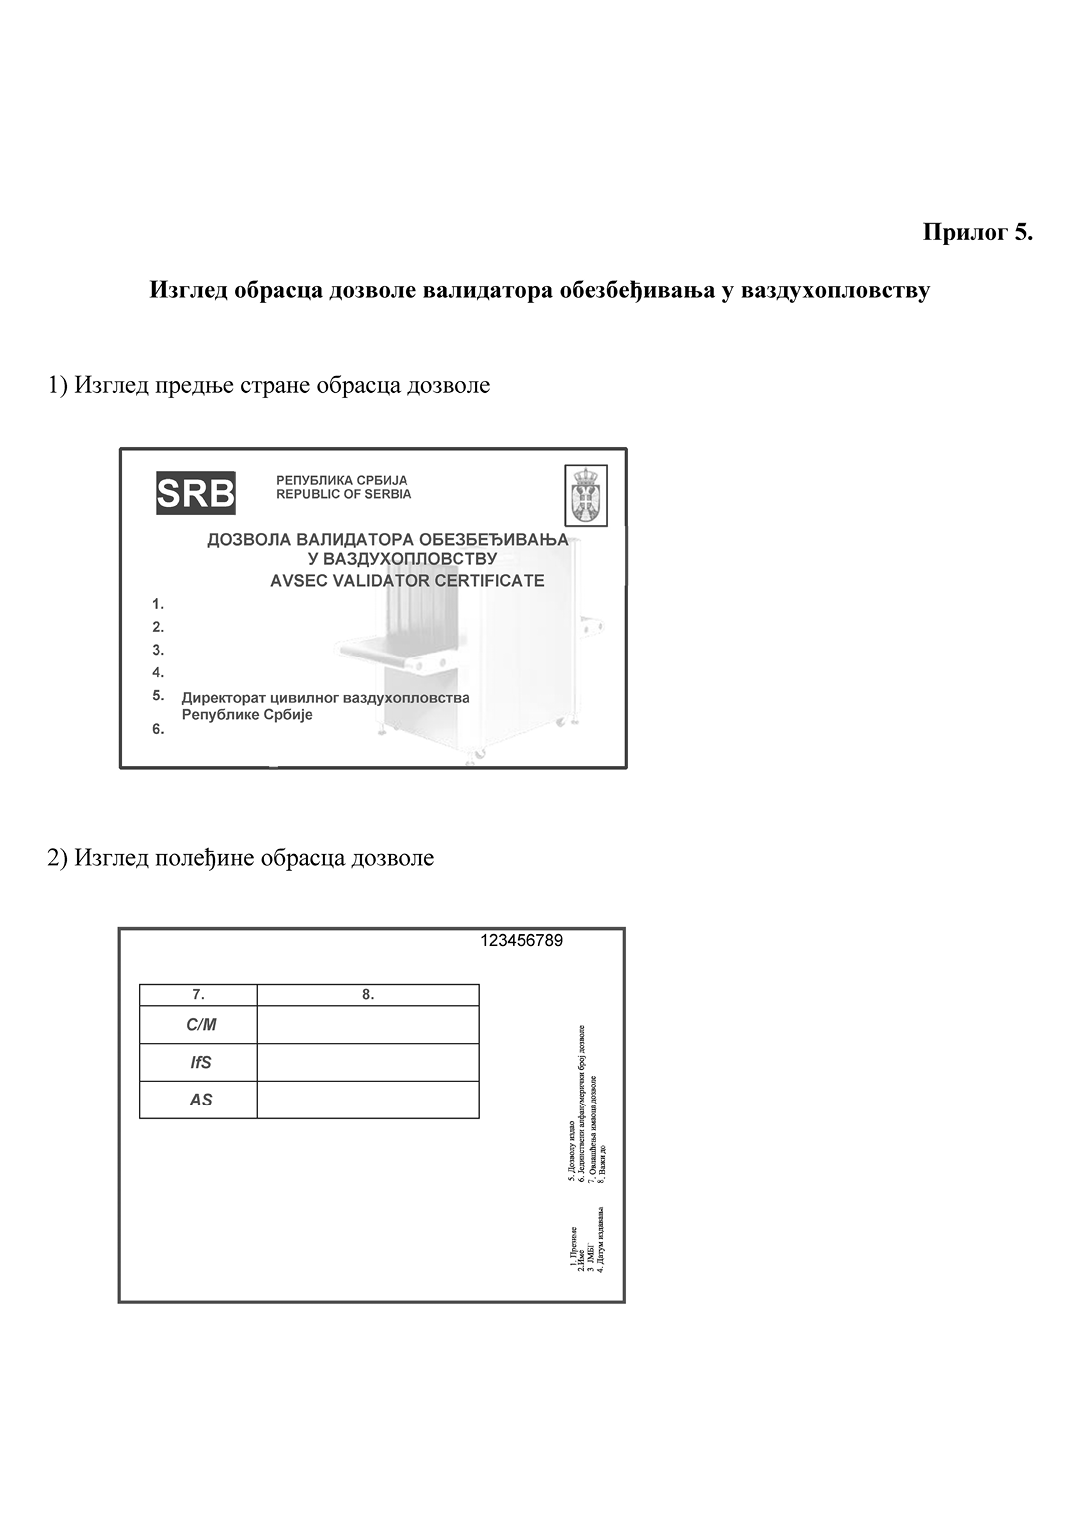 Прилог 5.
Изглед обрасца дозволе валидатора обезбеђивања у ваздухопловству
1) Изглед предње стране обрасца дозволе
SRB
РЕПУБЛИКА СРБИЈА
REPUBLIC OF SERBIA
ДОЗВОЛА ВАЛИДАТОРА ОБЕЗБЕЂИВАЊА
У ВАЗДУХОПЛОВСТВУ
AVSEC VALIDATOR CERTIFICATE
1.
2.
3.
4.
5. Директорат цивилног ваздухопловства
Републике Србије
6.
2) Изглед полеђине обрасца дозволе
123456789
7. 8.
C/M
IfS
AS
1. Презиме
2.Име
3 ЈМБГ
4. Датум издавања
5. Дозволу издао
6. Јединствени алфанумерички број дозволе
7. Овлашћења имаоца дозволе
8. Важи до